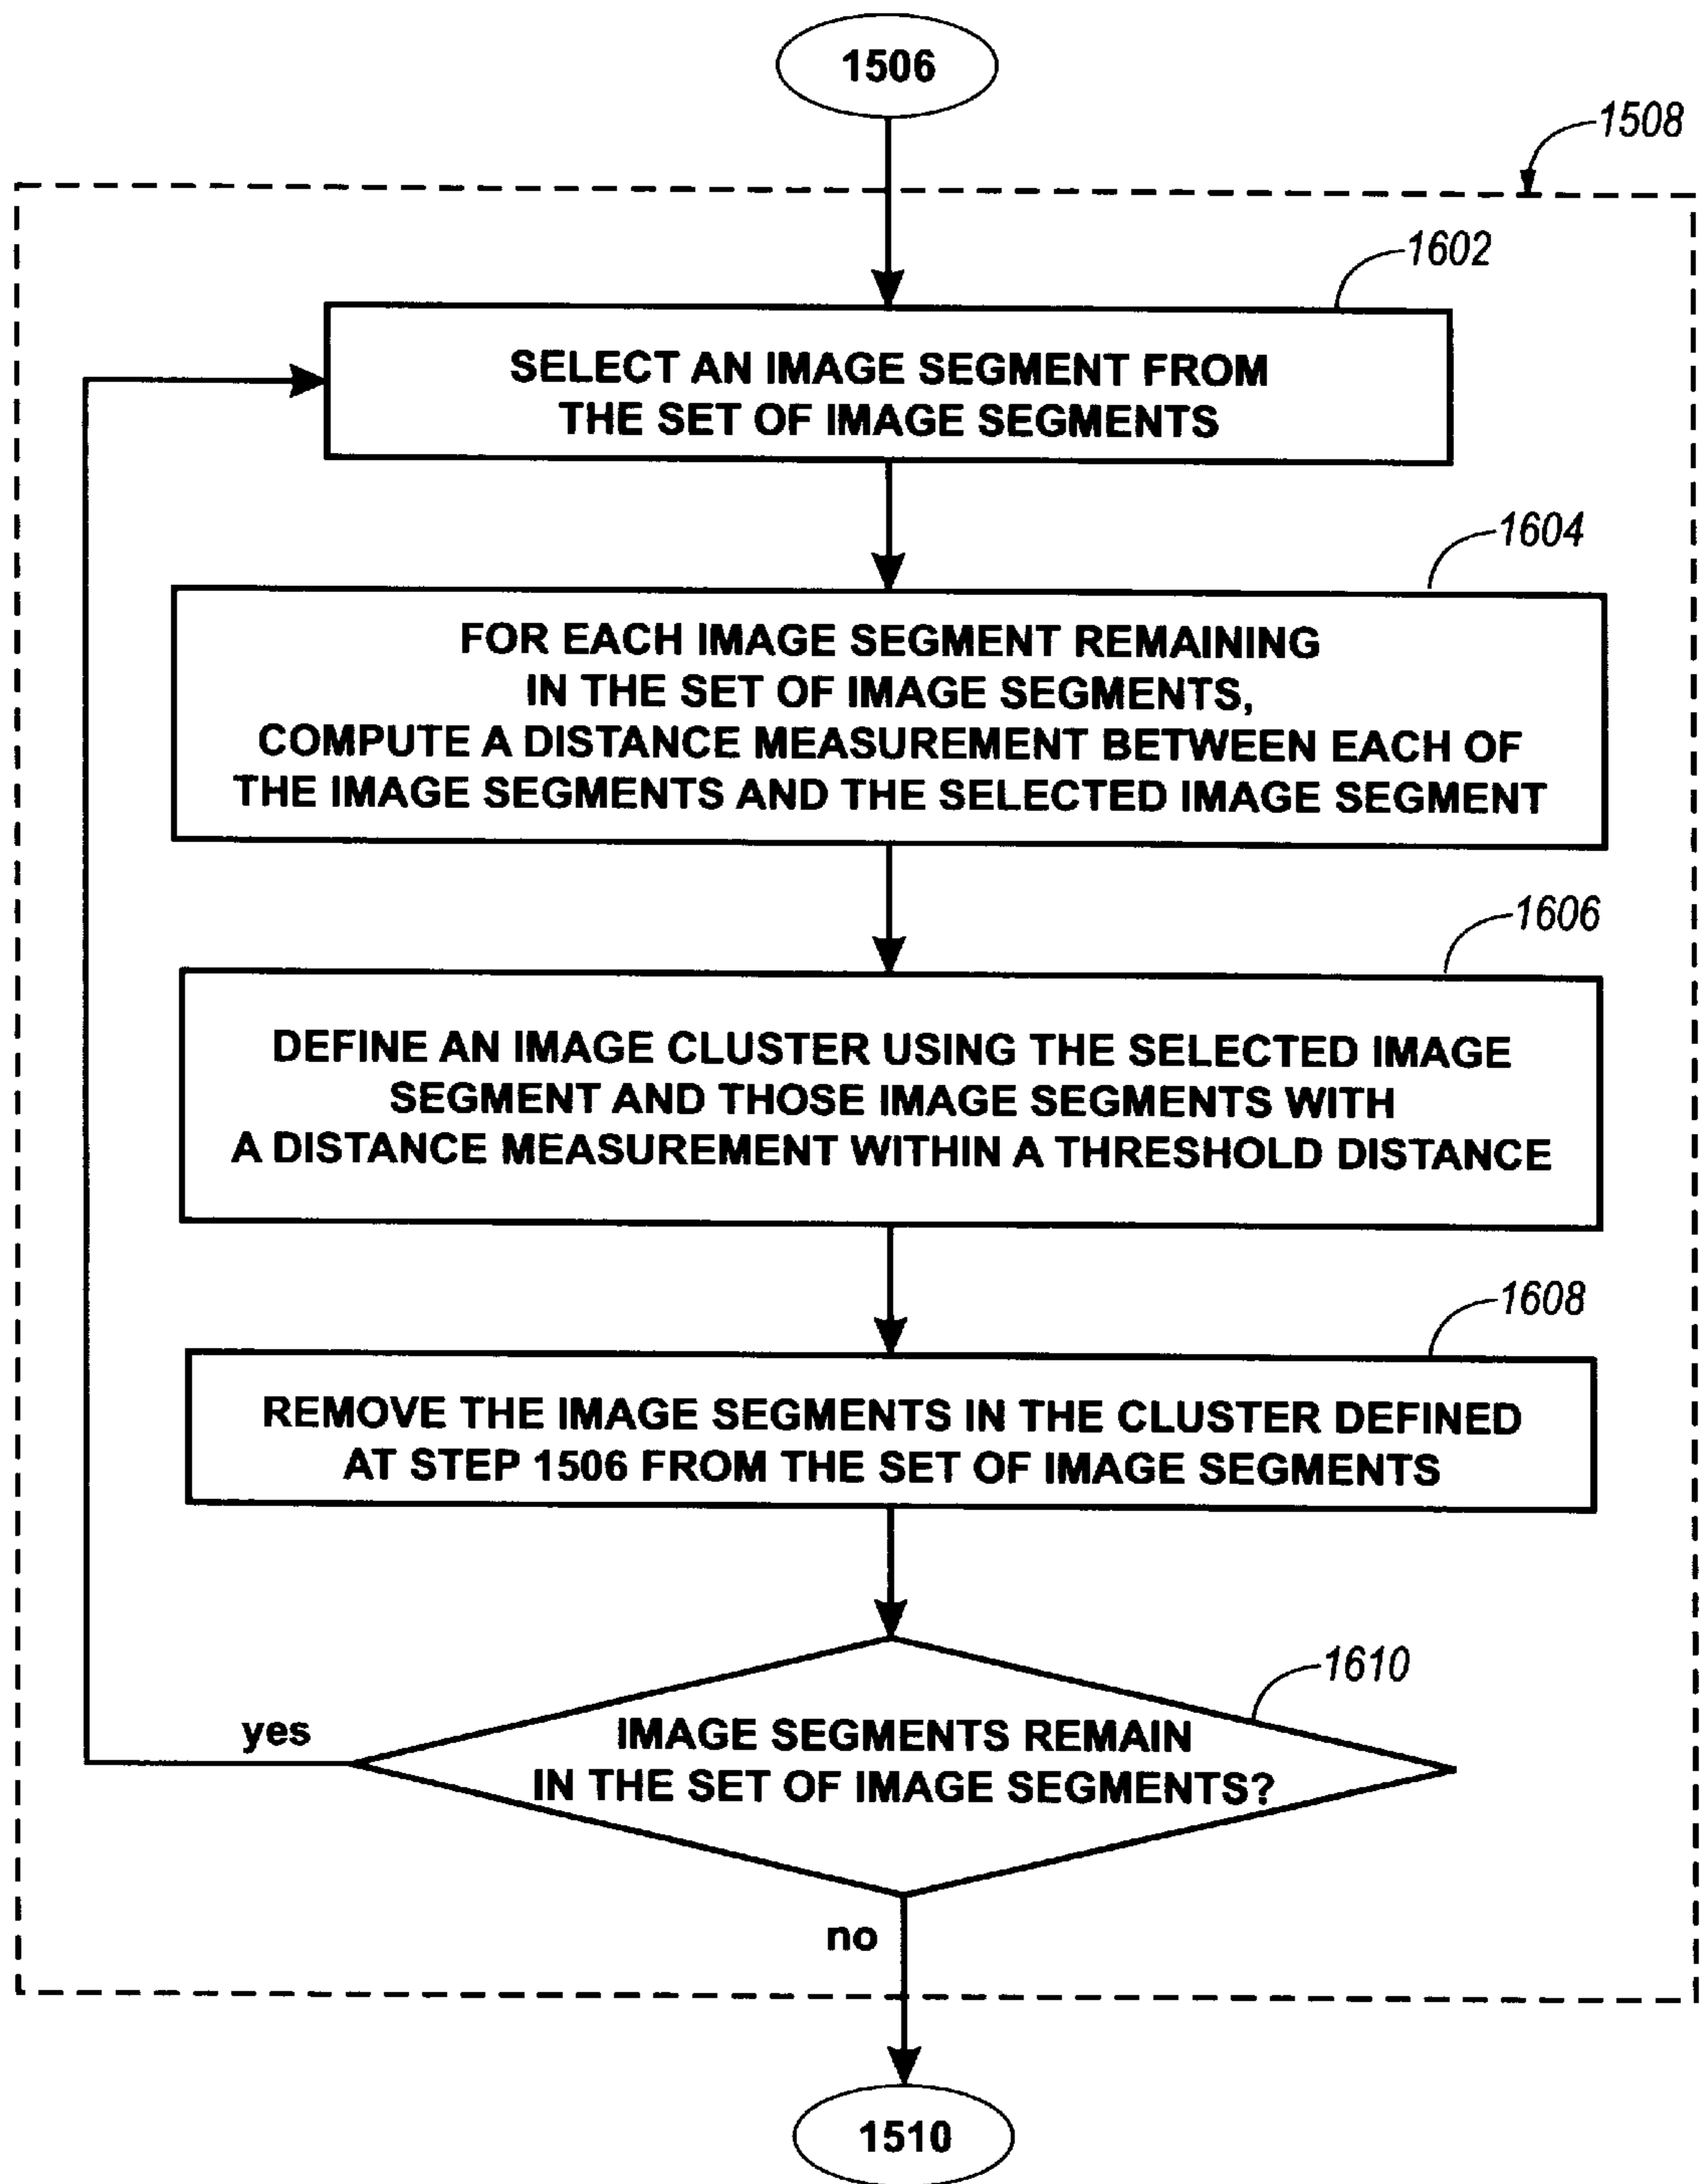 1506
1508
1602
SELECT AN IMAGE SEGMENT FROM
THE SET OF IMAGE SEGMENTS
1604
FOR EACH IMAGE SEGMENT REMAINING
IN THE SET OF IMAGE SEGMENTS,
COMPUTE A DISTANCE MEASUREMENT BETWEEN EACH OF
THE IMAGE SEGMENTS AND THE SELECTED IMAGE SEGMENT
1606
DEFINE AN IMAGE CLUSTER USING THE SELECTED IMAGE
SEGMENT AND THOSE IMAGE SEGMENTS WITH
A DISTANCE MEASUREMENT WITHIN A THRESHOLD DISTANCE
1608
REMOVE THE IMAGE SEGMENTS IN THE CLUSTER DEFINED
AT STEP 1506 FROM THE SET OF IMAGE SEGMENTS
1610
yes
IMAGE SEGMENTS REMAIN
IN THE SET OF IMAGE SEGMENTS?
no
1510